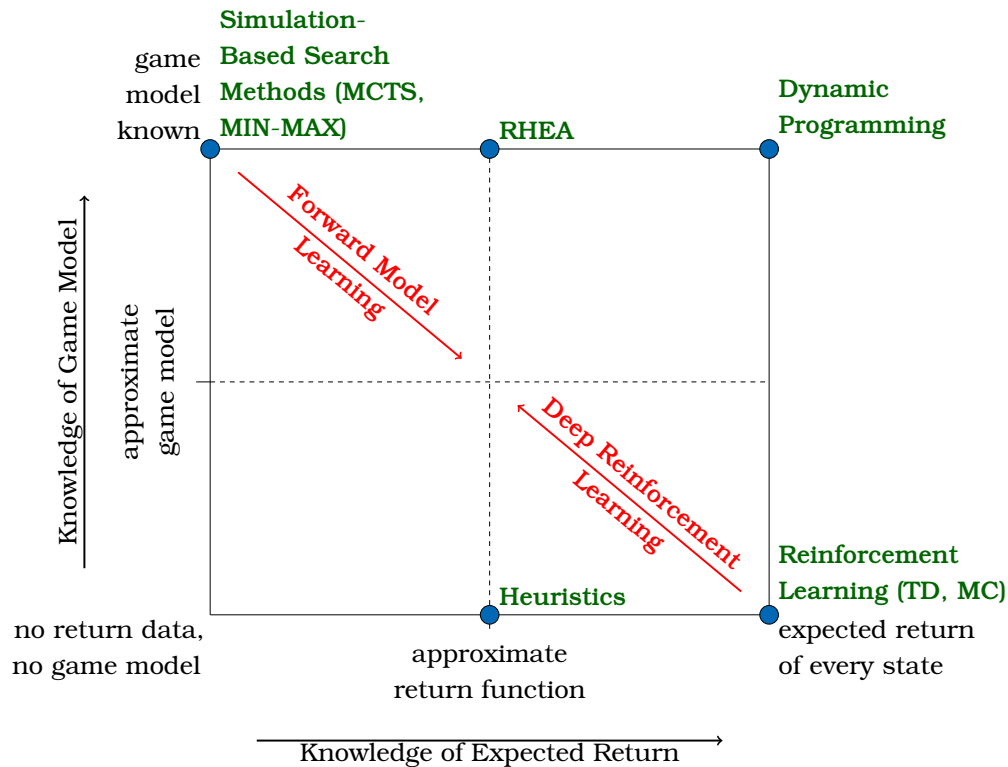 Simulation-
Based Search
Methods (MCTS,
MIN-MAX)
game
model
known
RHEA
Dynamic
Programming
Forward Model
Learning
Knowledge of Game Model
approximate
game model
Deep Reinforcement
Learning
Heuristics
Reinforcement
Learning (TD, MC)
no return data,
no game model
approximate
return function
expected return
of every state
Knowledge of Expected Return